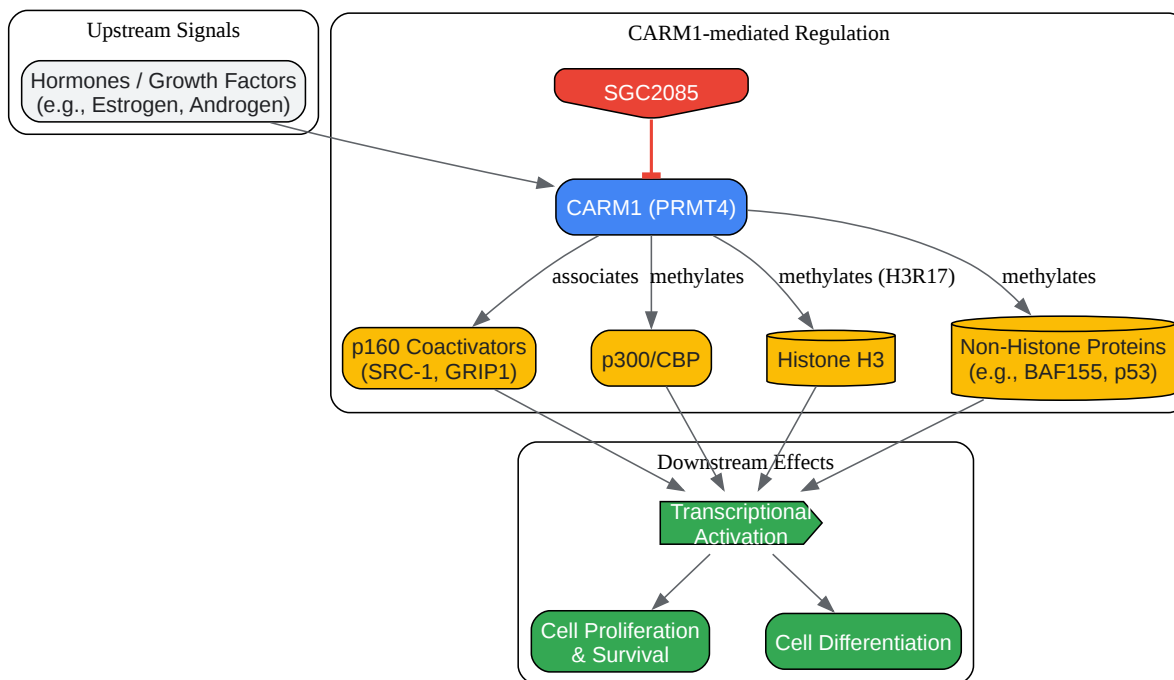 Upstream Signals
Hormones / Growth Factors
(e.g., Estrogen, Androgen)
CARM1-mediated Regulation
SGC2085
CARM1 (PRMT4)
associates
methylates
methylates (H3R17)
methylates
p160 Coactivators
(SRC-1, GRIP1)
p300/CBP
Histone H3
Non-Histone Proteins
(e.g., BAF155, p53)
Downstream Effects
Transcriptional
Activation
Cell Proliferation
& Survival
Cell Differentiation